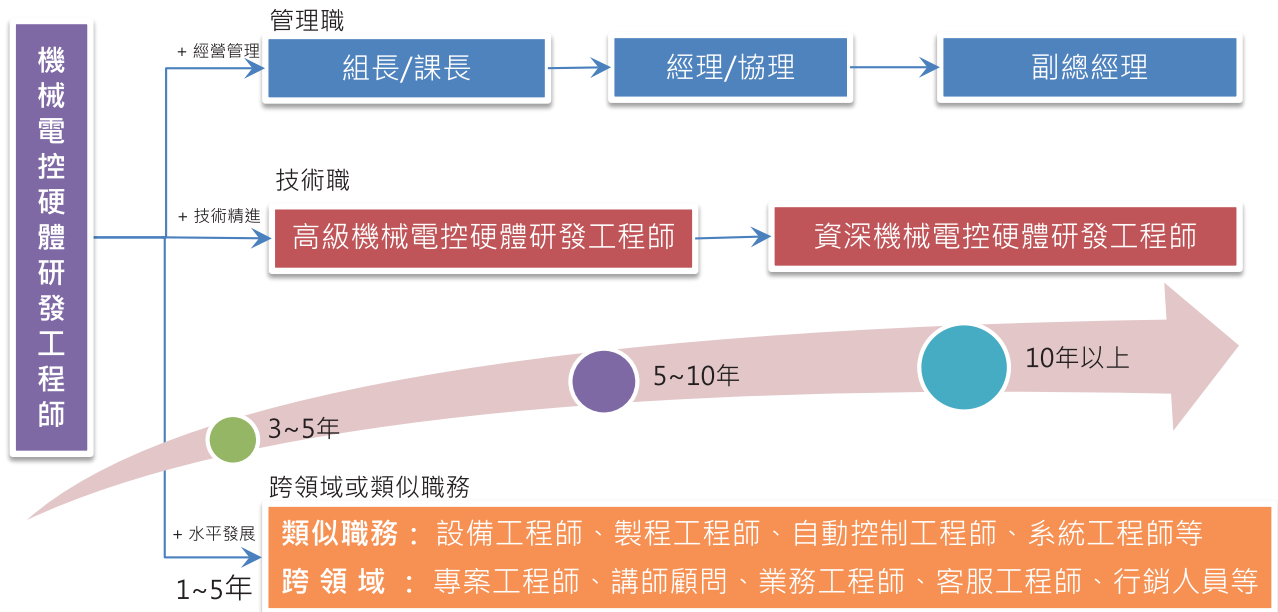 機械電控硬體研發工程師
管理職
+ 經營管理
組長/課長
經理/協理
副總經理
技術職
+ 技術精進
高級機械電控硬體研發工程師
資深機械電控硬體研發工程師
3~5年
5~10年
10年以上
跨領域或類似職務
+ 水平發展
1~5年
類似職務：設備工程師、製程工程師、自動控制工程師、系統工程師等
跨 領 域 ：專案工程師、講師顧問、業務工程師、客服工程師、行銷人員等